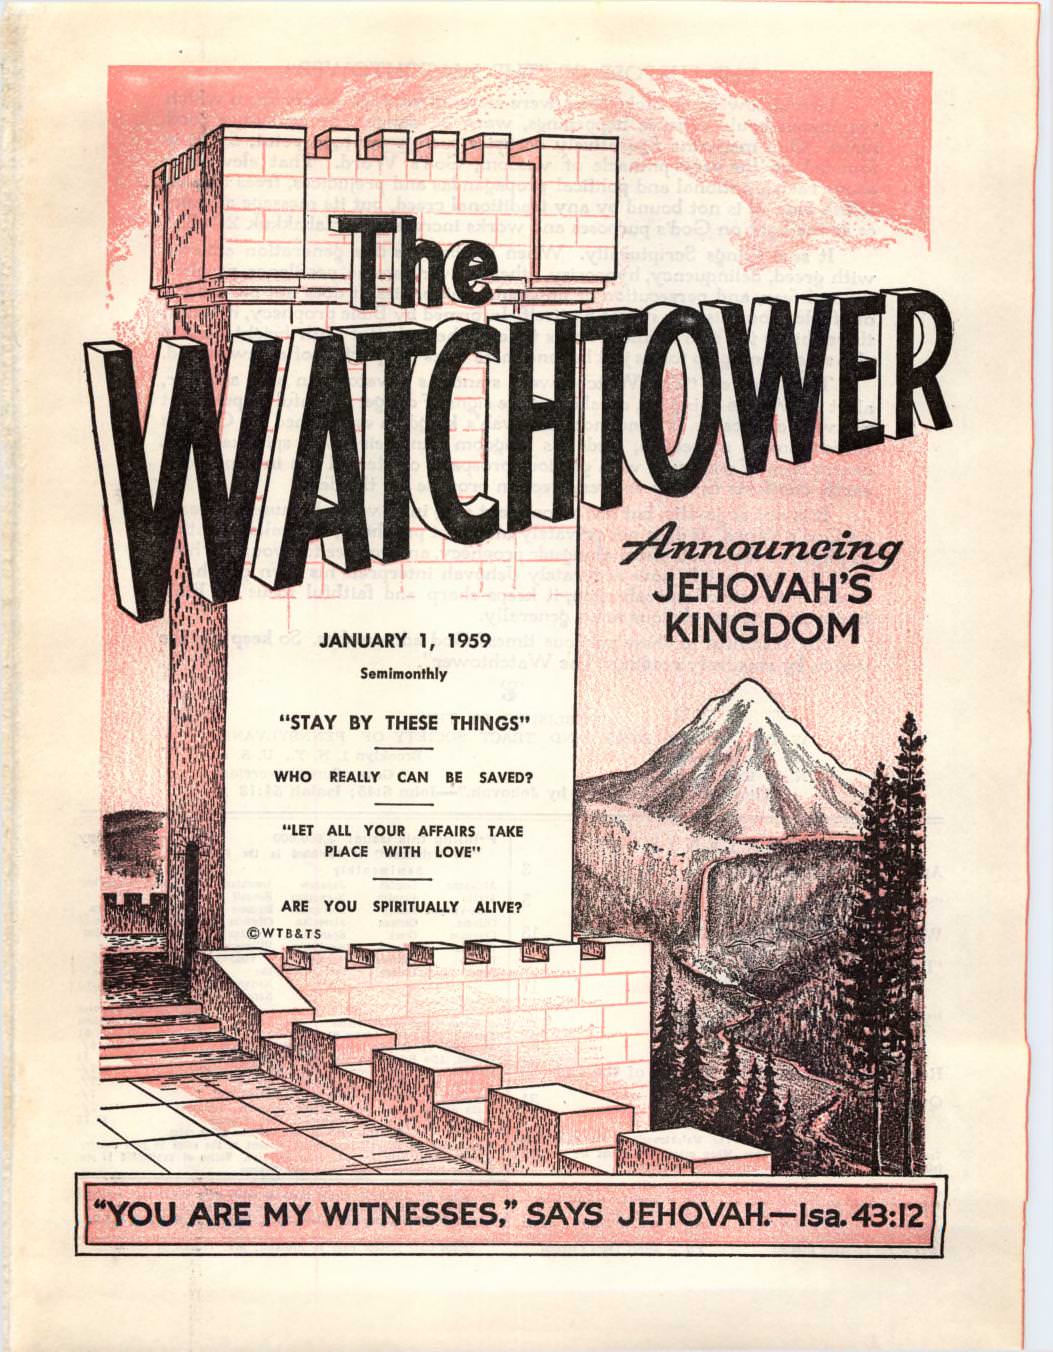 The
WATCHTOWER
Announcing
JEHOVAH'S
KINGDOM
JANUARY 1, 1959
Semimonthly
"STAY BY THESE THINGS"
WHO REALLY CAN BE SAVED?
"LET ALL YOUR AFFAIRS TAKE
PLACE WITH LOVE"
ARE YOU SPIRITUALLY ALIVE?
©WTB&TS
"YOU ARE MY WITNESSES," SAYS JEHOVAH.—Isa. 43:12